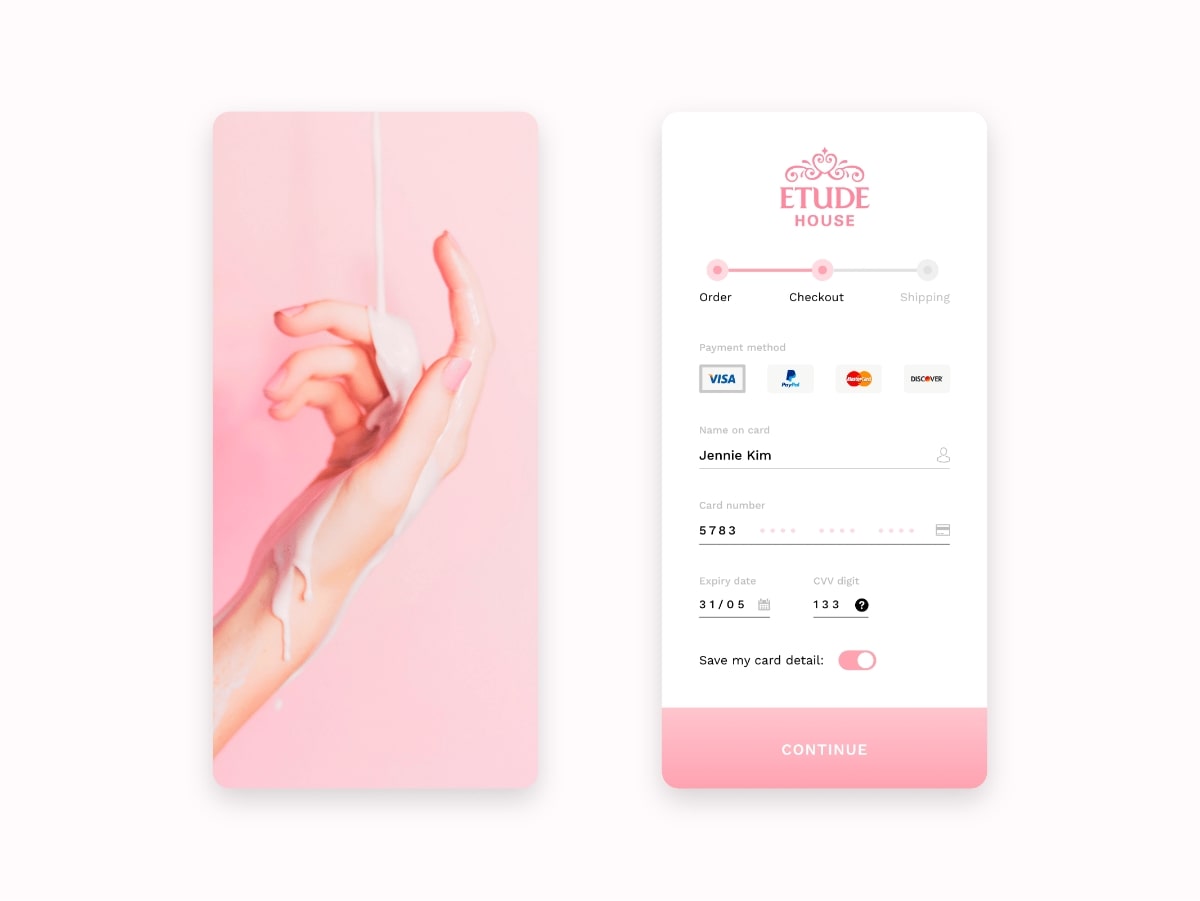 ETUDE
HOUSE
Order Checkout Shipping
Payment method
VISA PayPal MasterCard DISCOVER
Name on card
Jennie Kim
Card number
5783
Expiry date CVV digit
31/05 133 ?
Save my card detail:
CONTINUE